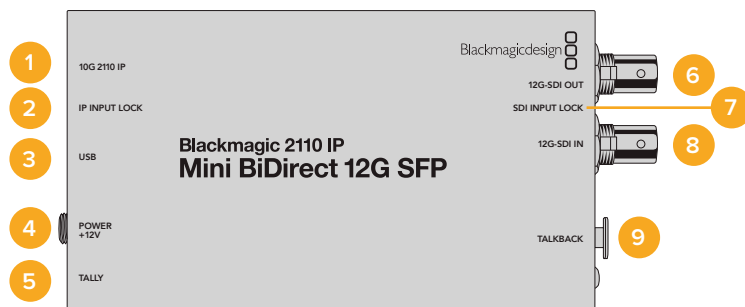 Blackmagicdesign
1
10G 2110 IP
12G-SDI OUT
6
2
IP INPUT LOCK
SDI INPUT LOCK
7
Blackmagic 2110 IP
Mini BiDirect 12G SFP
12G-SDI IN
8
3
USB
4
POWER
+12V
TALKBACK
9
5
TALLY